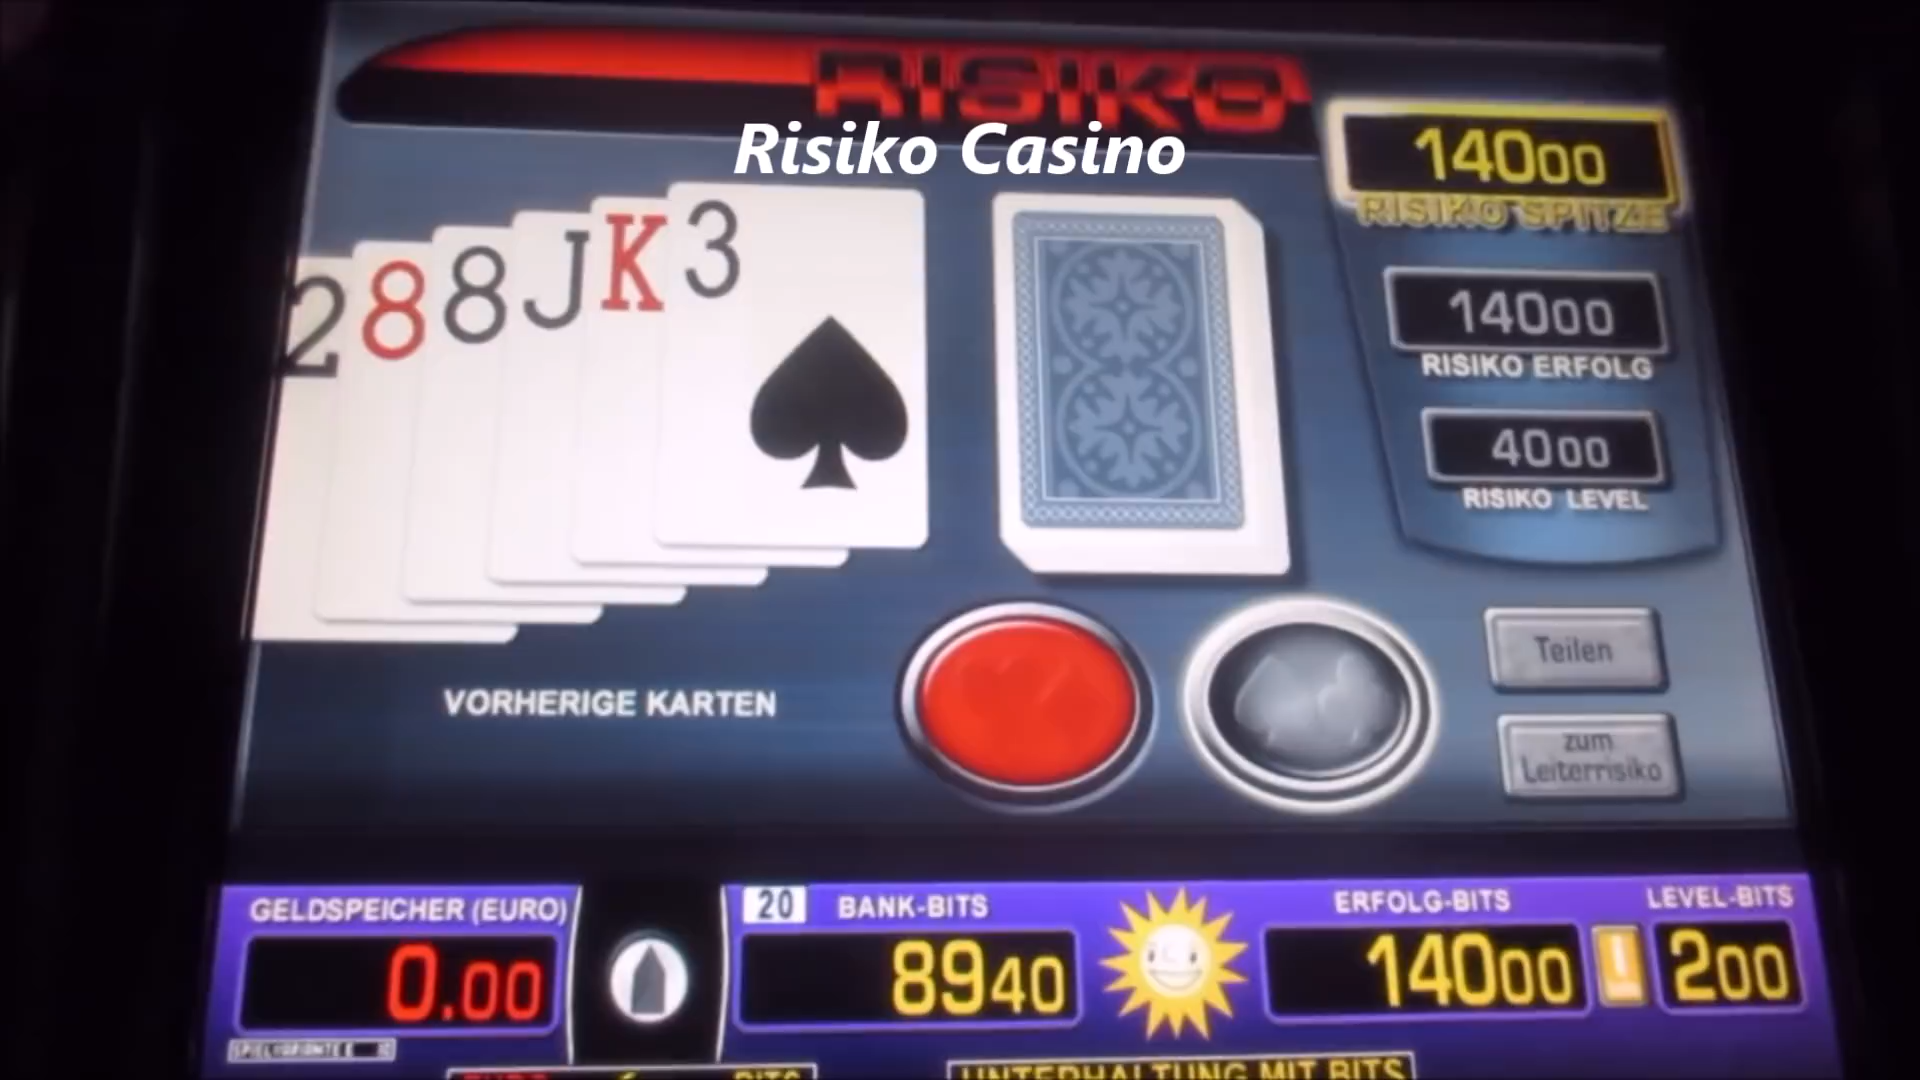 RISIKO
Risiko Casino
14000
RISIKO SPITZE
2 8 8 J K 3
14000
RISIKO ERFOLG
4000
RISIKO LEVEL
VORHERIGE KARTEN
Teilen
zum
Leiterrisiko
GELDSPEICHER (EURO)
20 BANK-BITS
ERFOLG-BITS
LEVEL-BITS
0.00
8940
14000
200
BITS
UNTERHALTUNG MIT BITS